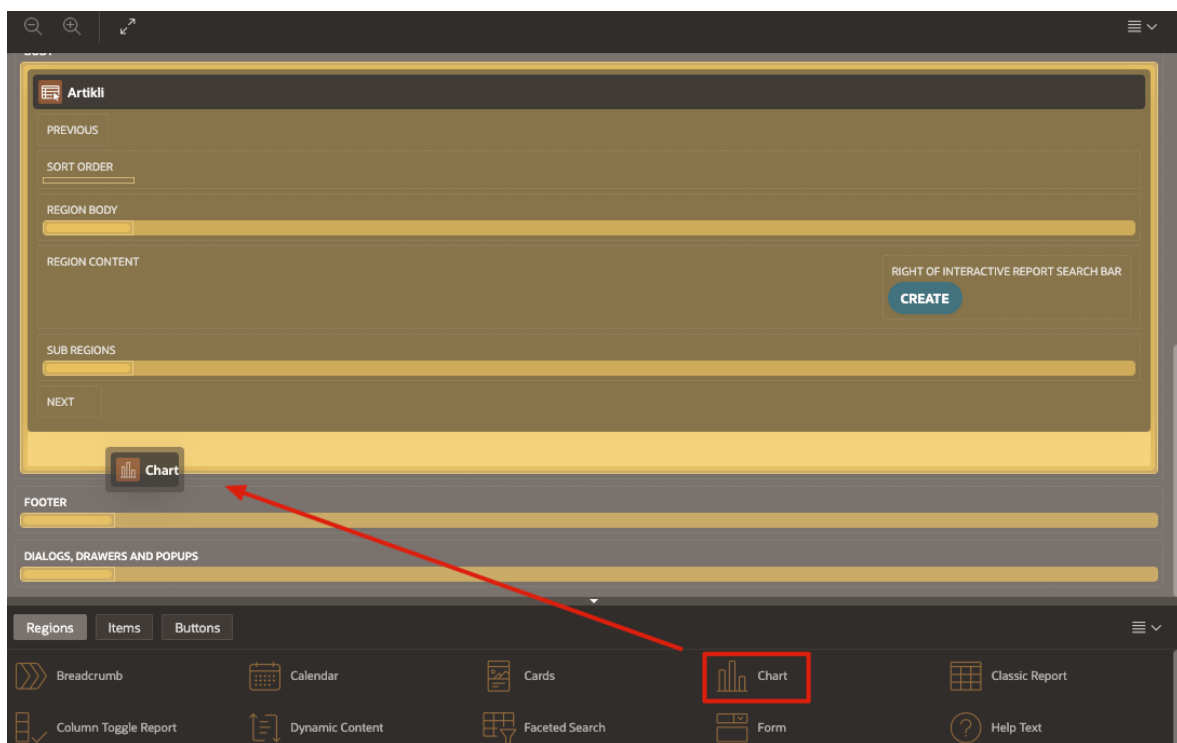 BODY
Artikli
PREVIOUS
SORT ORDER
REGION BODY
REGION CONTENT
RIGHT OF INTERACTIVE REPORT SEARCH BAR
CREATE
SUB REGIONS
NEXT
Chart
FOOTER
DIALOGS, DRAWERS AND POPUPS
Regions Items Buttons
Breadcrumb Calendar Cards Chart Classic Report
Column Toggle Report Dynamic Content Faceted Search Form Help Text